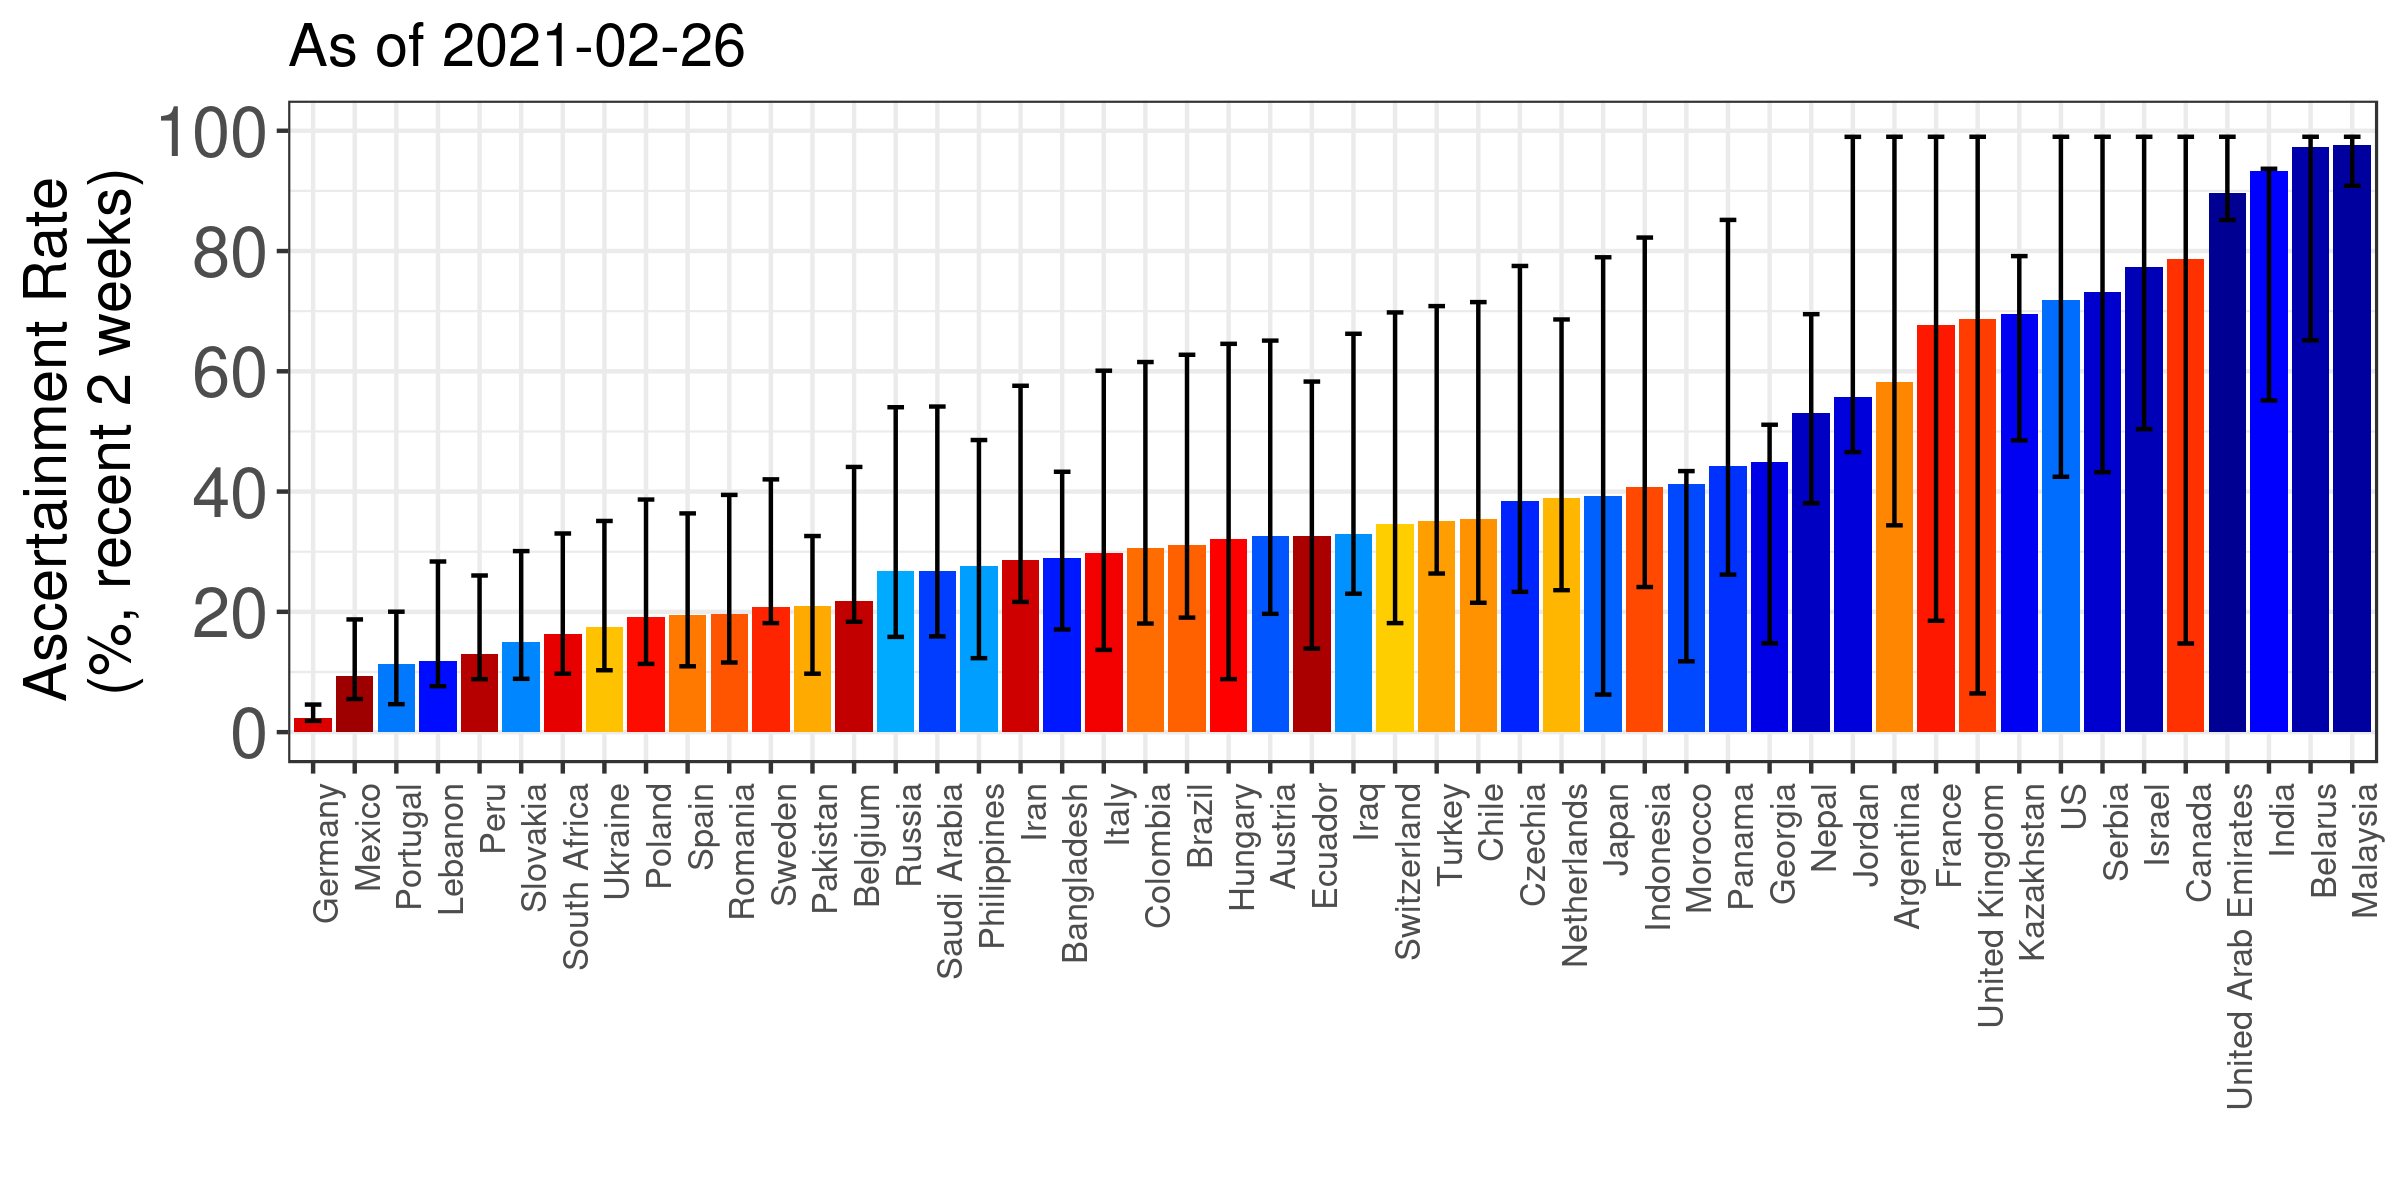 As of 2021-02-26
Ascertainment Rate
(%, recent 2 weeks)
100
80
60
40
20
0
Germany
Mexico
Portugal
Lebanon
Peru
Slovakia
South Africa
Ukraine
Poland
Spain
Romania
Sweden
Pakistan
Belgium
Russia
Saudi Arabia
Philippines
Iran
Bangladesh
Italy
Colombia
Brazil
Hungary
Austria
Ecuador
Iraq
Switzerland
Turkey
Chile
Czechia
Netherlands
Japan
Indonesia
Morocco
Panama
Georgia
Nepal
Jordan
Argentina
France
United Kingdom
Kazakhstan
US
Serbia
Israel
Canada
United Arab Emirates
India
Belarus
Malaysia